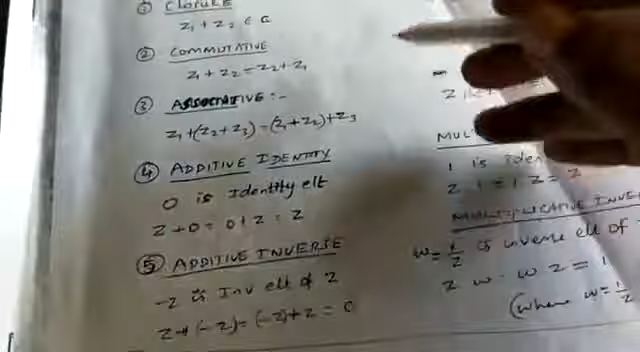 ① CLOSURE
z₁ + z₂ ∈ C
② COMMUTATIVE
z₁ + z₂ = z₂ + z₁
③ ASSOCIATIVE :-
z₁+(z₂+z₃) = (z₁+z₂)+z₃
④ ADDITIVE IDENTITY
0 is Identity elt
z+0 = 0+z = z
⑤ ADDITIVE INVERSE
-z is Inv elt of z
z+(-z) = (-z)+z = 0
1 is
z · 1 = 1 · z = z
MULTIPLICATIVE
w = 1/z is inverse elt of
z w = w z = 1
(where w = 1/z